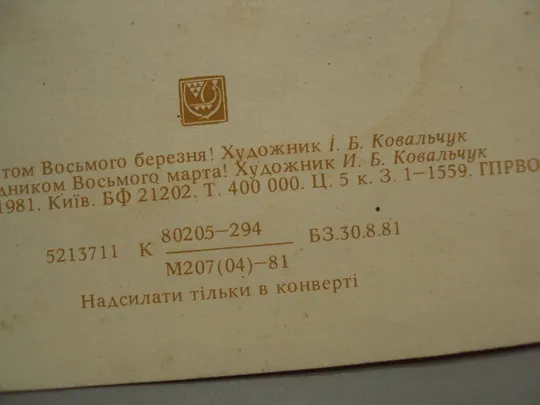 том Восьмого березня! Художник І. Б. Ковальчук
дником Восьмого марта! Художник И. Б. Ковальчук
1981. Київ. БФ 21202. Т. 400 000. Ц. 5 к. З. 1—1559. ГПРВО
5213711 К 80205—294 БЗ.30.8.81
М207(04)—81
Надсилати тільки в конверті